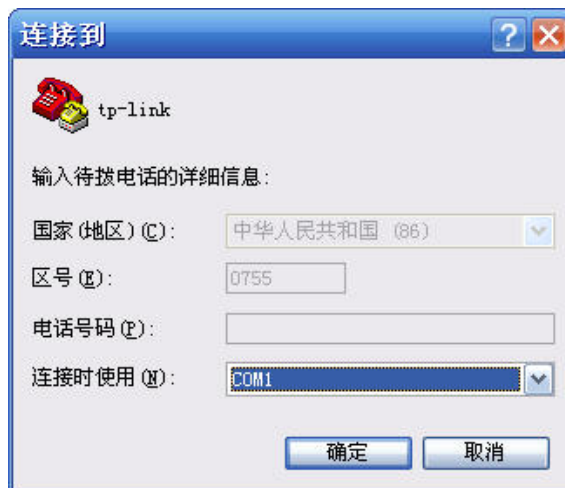 连接到
tp-link
输入待拨电话的详细信息:
国家(地区)(C): 中华人民共和国 (86)
区号(E): 0755
电话号码(P):
连接时使用(N): COM1
确定 取消